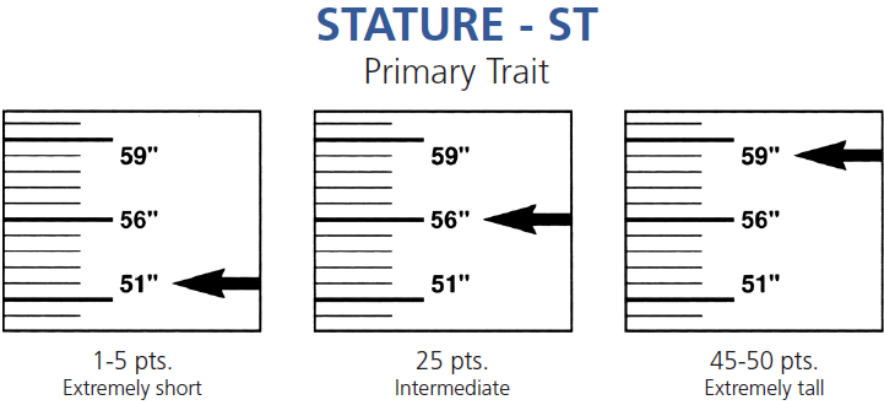 STATURE - ST
Primary Trait
59"
56"
51"
1-5 pts.
Extremely short
59"
56"
51"
25 pts.
Intermediate
59"
56"
51"
45-50 pts.
Extremely tall